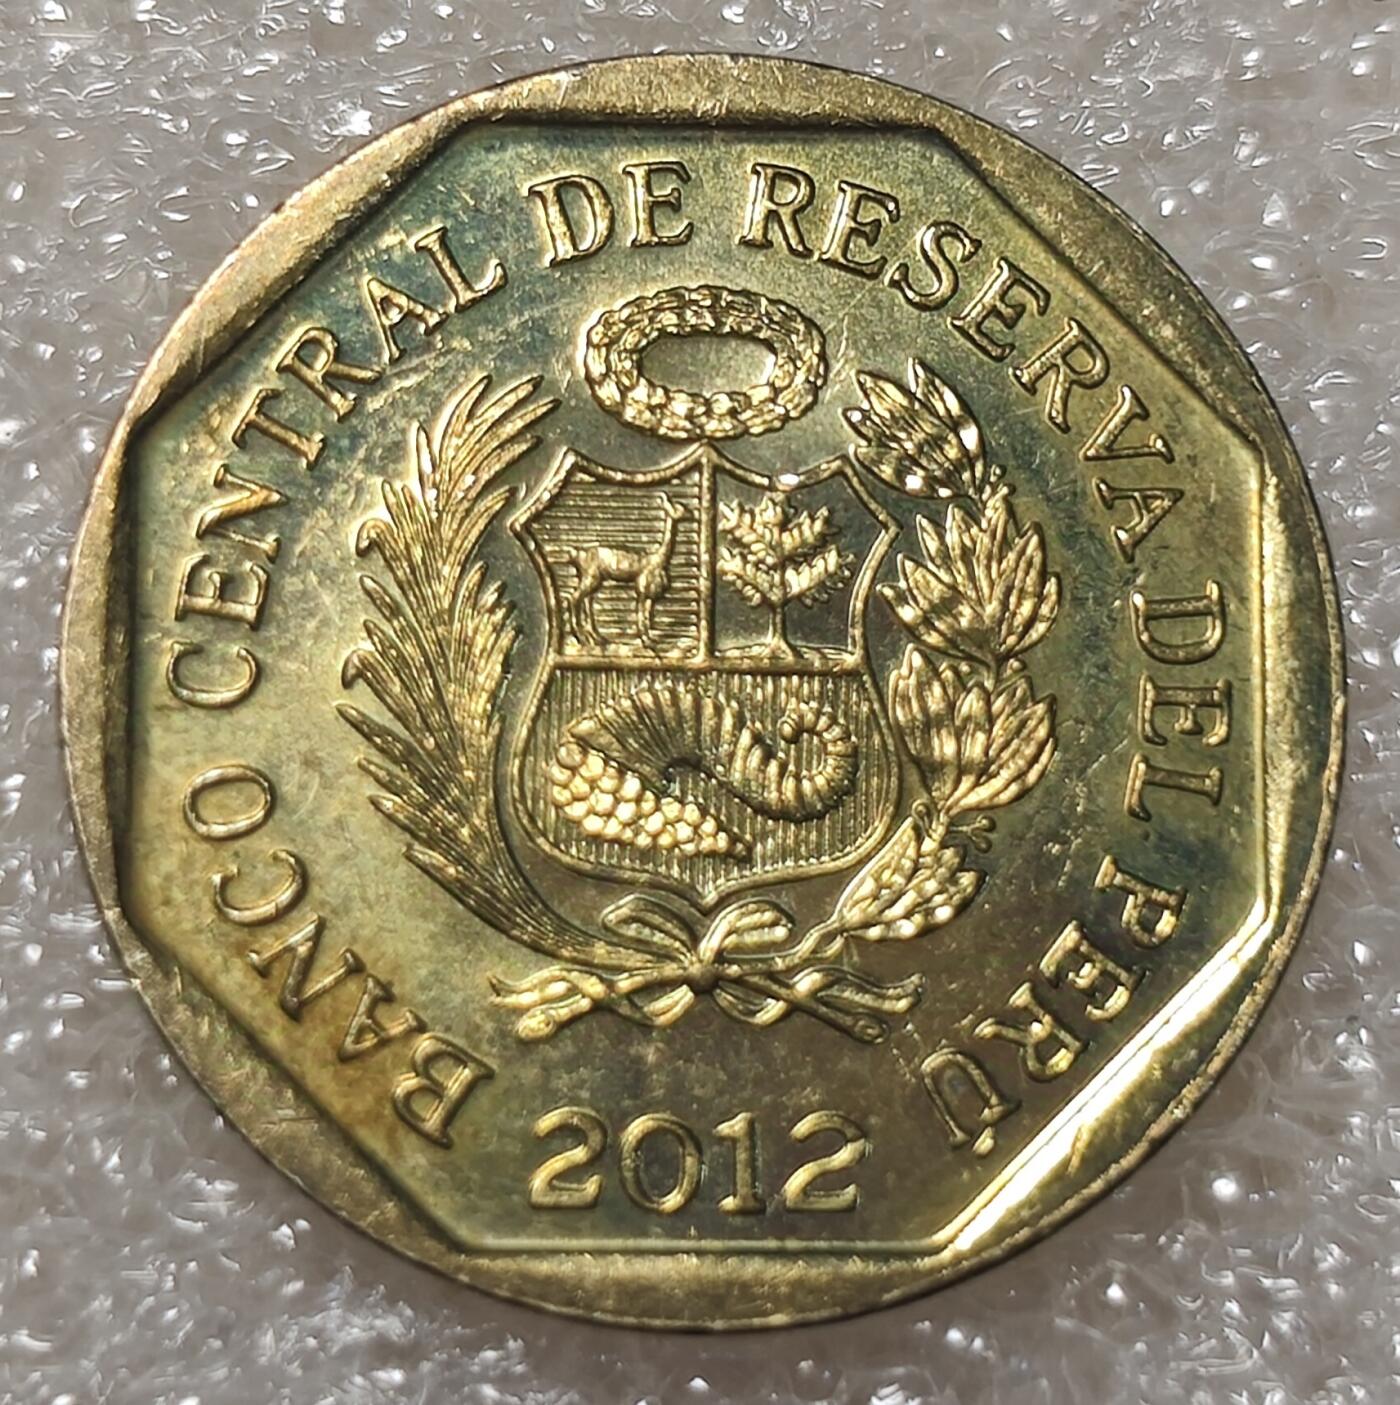 BANCO CENTRAL DE RESERVA DEL PERÚ
2012